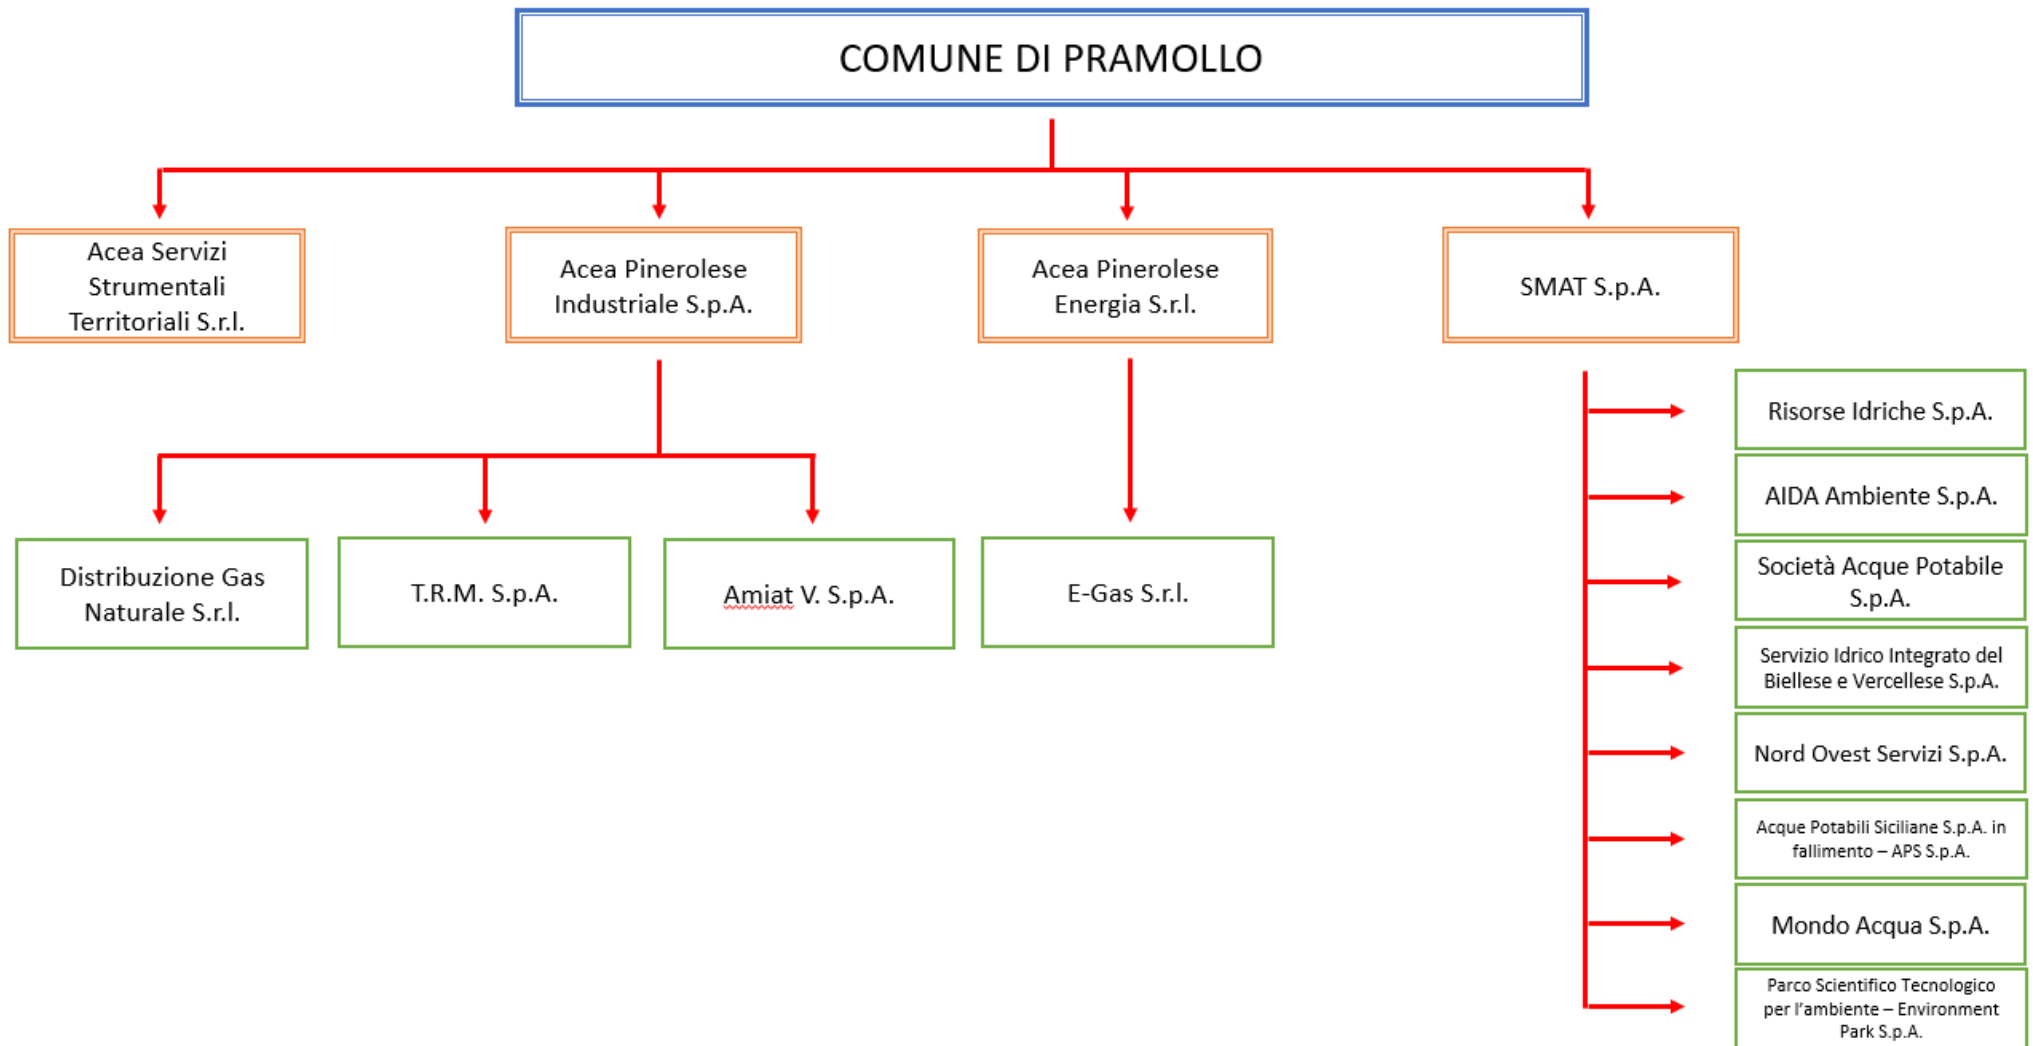 COMUNE DI PRAMOLLO
Acea Servizi
Strumentali
Territoriali S.r.l.
Acea Pinerolese
Industriale S.p.A.
Acea Pinerolese
Energia S.r.l.
SMAT S.p.A.
Distribuzione Gas
Naturale S.r.l.
T.R.M. S.p.A.
Amiat V. S.p.A.
E-Gas S.r.l.
Risorse Idriche S.p.A.
AIDA Ambiente S.p.A.
Società Acque Potabile
S.p.A.
Servizio Idrico Integrato del
Biellese e Vercellese S.p.A.
Nord Ovest Servizi S.p.A.
Acque Potabili Siciliane S.p.A. in
fallimento – APS S.p.A.
Mondo Acqua S.p.A.
Parco Scientifico Tecnologico
per l’ambiente – Environment
Park S.p.A.